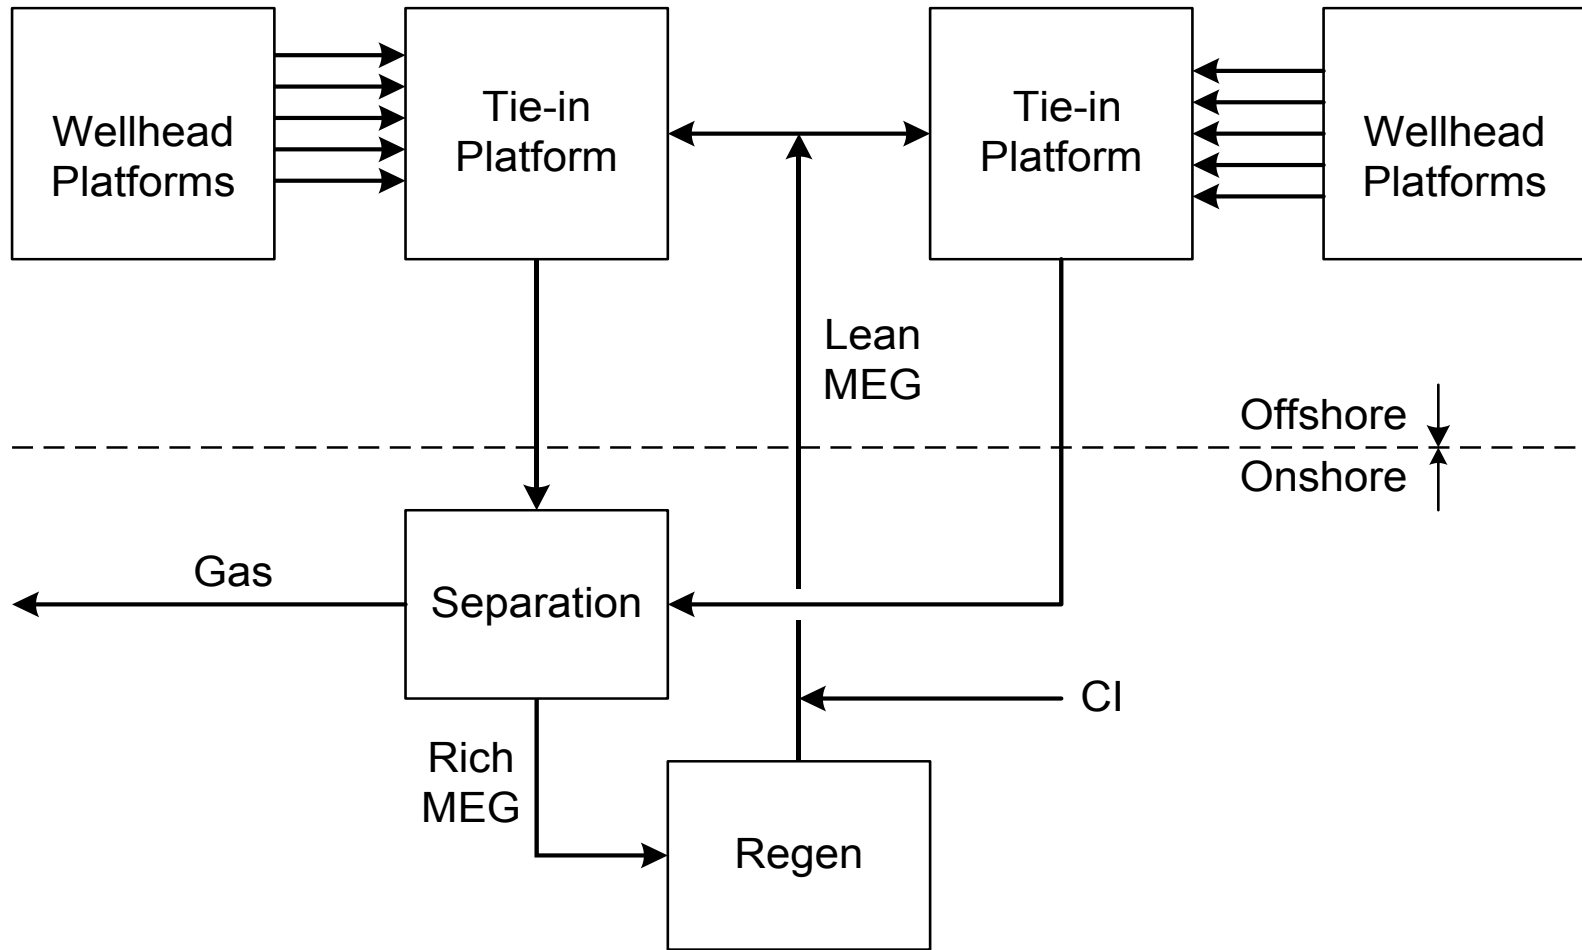 Wellhead
Platforms
Tie-in
Platform
Tie-in
Platform
Wellhead
Platforms
Lean
MEG
Offshore
Onshore
Gas
Separation
CI
Rich
MEG
Regen